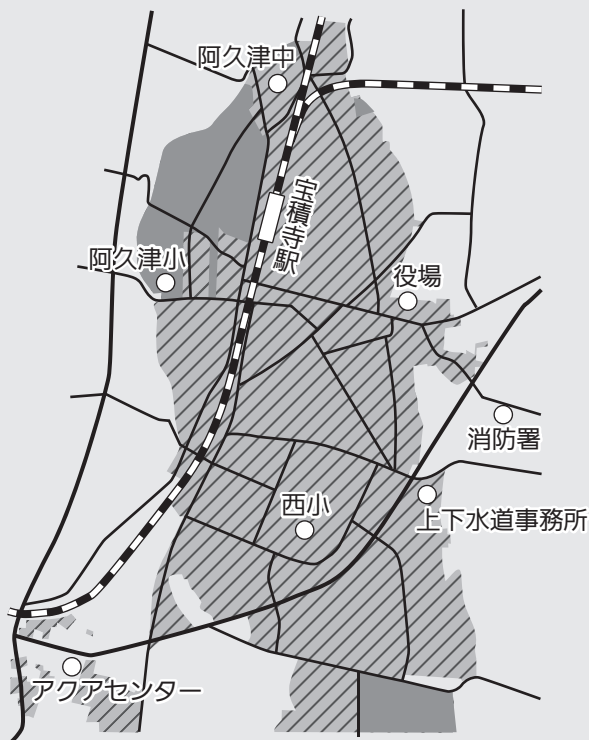 阿久津中
宝積寺駅
阿久津小
役場
消防署
西小
上下水道事務所
アクアセンター